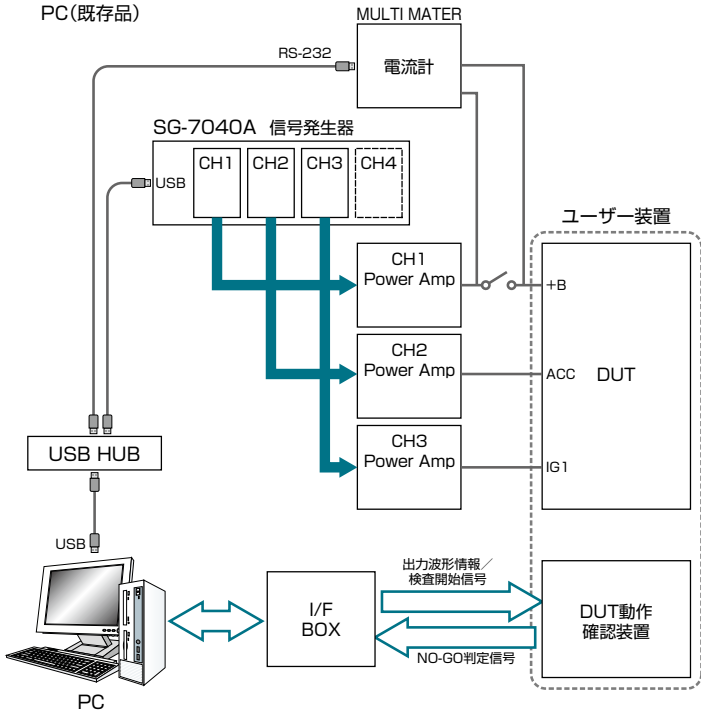 PC（既存品）
MULTI MATER
RS-232
電流計
SG-7040A 信号発生器
USB
CH1
CH2
CH3
CH4
ユーザー装置
CH1
Power Amp
+B
CH2
Power Amp
ACC
DUT
CH3
Power Amp
IG1
USB HUB
USB
出力波形情報／
検査開始信号
I/F
BOX
DUT動作
確認装置
NO-GO判定信号
PC